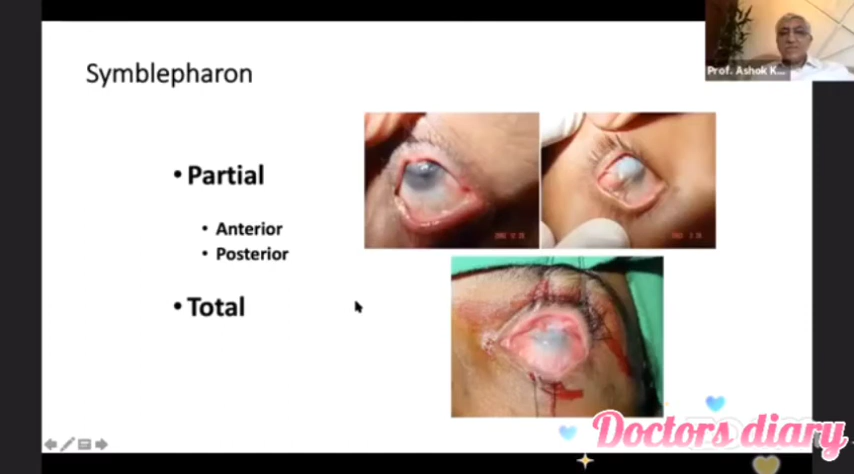 Prof. Ashok K...
Symblepharon
• Partial
• Anterior
• Posterior
• Total
Doctors diary